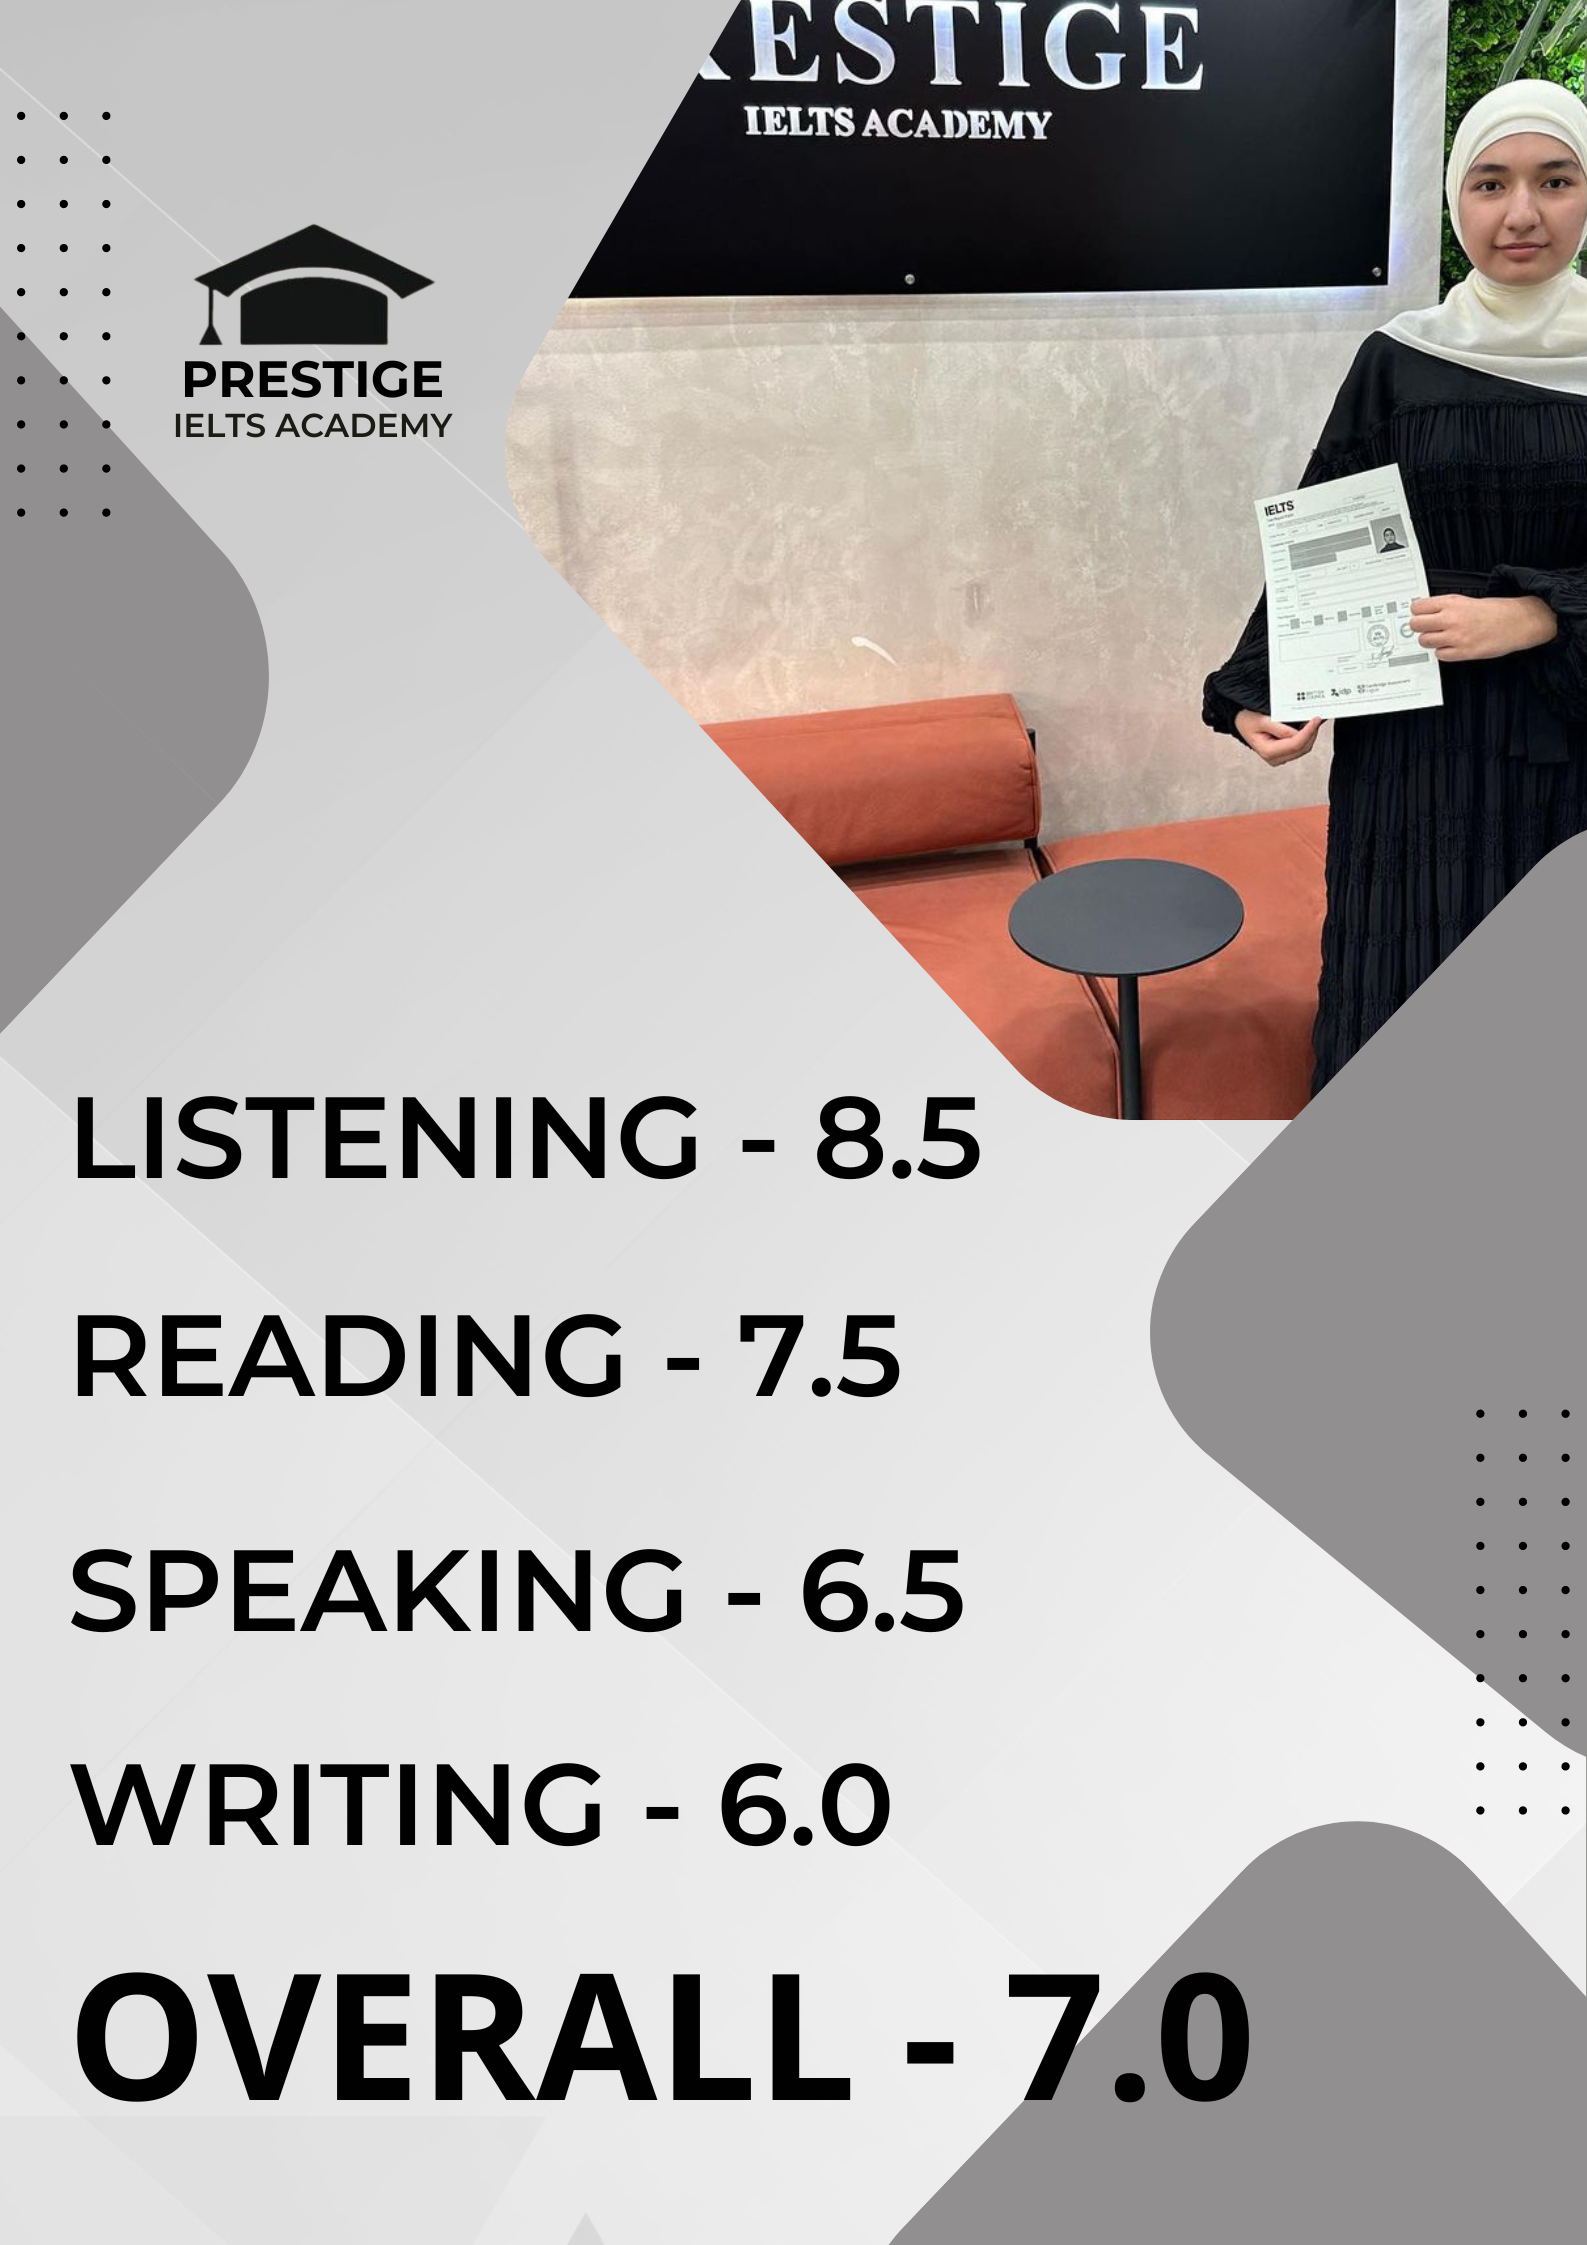 RESTIGE
IELTS ACADEMY
PRESTIGE
IELTS ACADEMY
IELTS
LISTENING - 8.5
READING - 7.5
SPEAKING - 6.5
WRITING - 6.0
OVERALL - 7.0